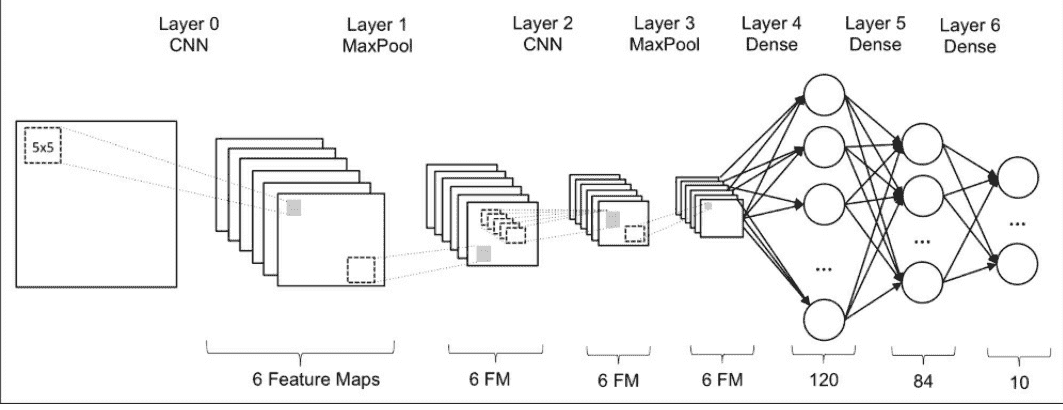 Layer 0
CNN
Layer 1
MaxPool
Layer 2
CNN
Layer 3
MaxPool
Layer 4
Dense
Layer 5
Dense
Layer 6
Dense
5x5
...
...
...
6 Feature Maps
6 FM
6 FM
6 FM
120
84
10